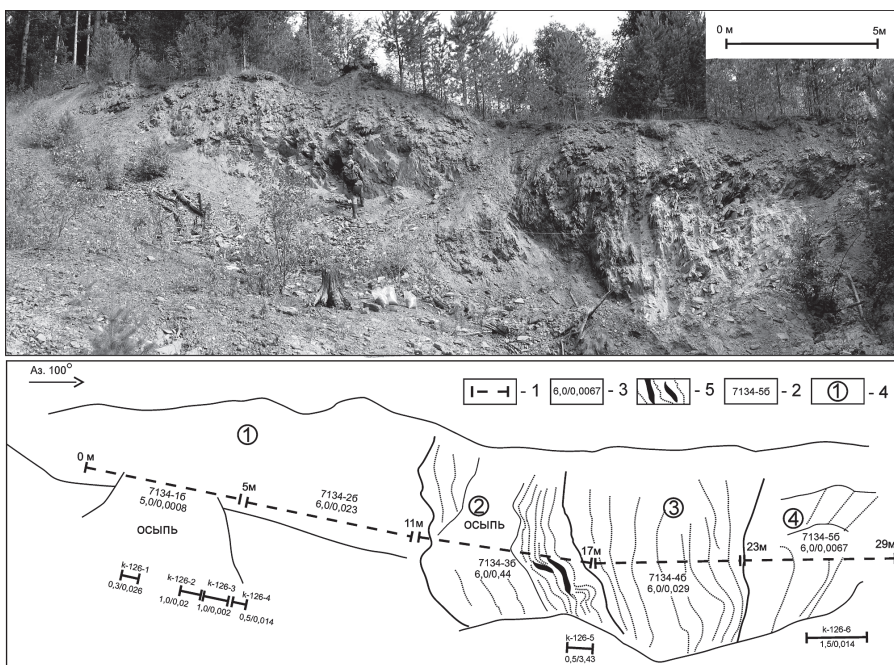 0 м 5м
Аз. 100°
- 1 6,0/0,0067 - 3 - 5 7134-5б - 2 1 - 4
1
0 м
7134-1б
5,0/0,0008
5м
7134-2б
6,0/0,023
11м
осыпь
2
осыпь
7134-3б
6,0/0,44
17м
3
7134-4б
6,0/0,029
23м
4
7134-5б
6,0/0,0067
29м
k-126-1
0,3/0,026
k-126-2
1,0/0,02
k-126-3
1,0/0,002
k-126-4
0,5/0,014
k-126-5
0,5/3,43
k-126-6
1,5/0,014